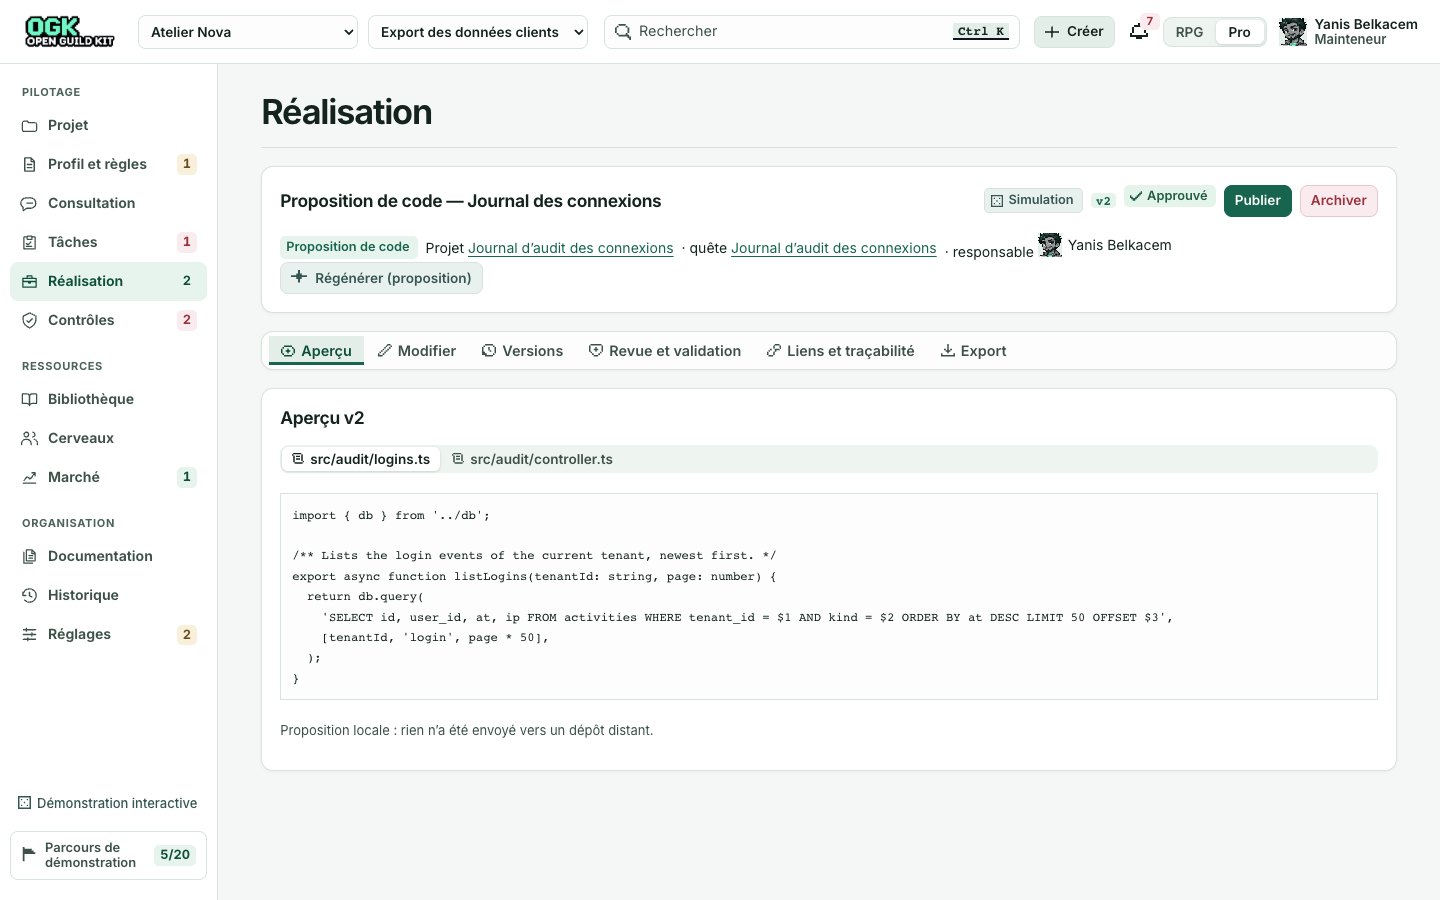 OGK
OPEN GUILD KIT
Atelier Nova
Export des données clients
Rechercher
Ctrl K
Créer
7
RPG
Pro
Yanis Belkacem
Mainteneur
PILOTAGE
Projet
Profil et règles 1
Consultation
Tâches 1
Réalisation 2
Contrôles 2
RESSOURCES
Bibliothèque
Cerveaux
Marché 1
ORGANISATION
Documentation
Historique
Réglages 2
Démonstration interactive
Parcours de
démonstration
5/20
Réalisation
Proposition de code — Journal des connexions
Simulation
v2
Approuvé
Publier
Archiver
Proposition de code Projet Journal d’audit des connexions · quête Journal d’audit des connexions · responsable Yanis Belkacem
Régénérer (proposition)
Aperçu
Modifier
Versions
Revue et validation
Liens et traçabilité
Export
Aperçu v2
src/audit/logins.ts
src/audit/controller.ts
import { db } from '../db';
/** Lists the login events of the current tenant, newest first. */
export async function listLogins(tenantId: string, page: number) {
  return db.query(
    'SELECT id, user_id, at, ip FROM activities WHERE tenant_id = $1 AND kind = $2 ORDER BY at DESC LIMIT 50 OFFSET $3',
    [tenantId, 'login', page * 50],
  );
}
Proposition locale : rien n’a été envoyé vers un dépôt distant.